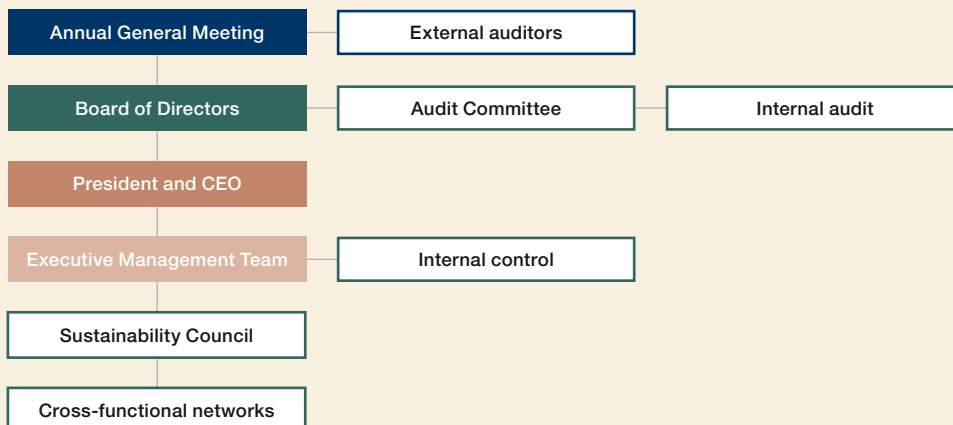 Annual General Meeting
External auditors
Board of Directors
Audit Committee
Internal audit
President and CEO
Executive Management Team
Internal control
Sustainability Council
Cross-functional networks